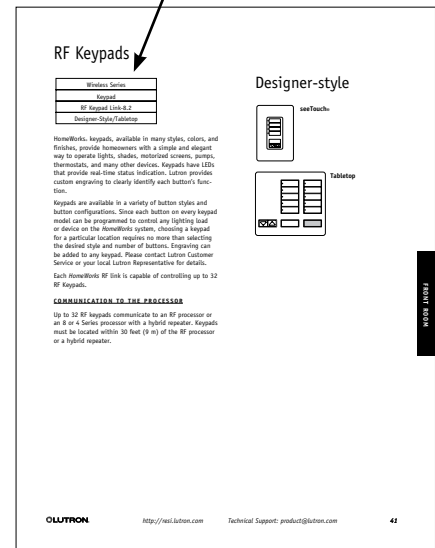 RF Keypads
Wireless Series
Keypad
RF Keypad Link-8.2
Designer-Style/Tabletop
HomeWorks® keypads, available in many styles, colors, and
finishes, provide homeowners with a simple and elegant
way to operate lights, shades, motorized screens, pumps,
thermostats, and many other devices. Keypads have LEDs
that provide real-time status indication. Lutron provides
custom engraving to clearly identify each button's func-
tion.
Keypads are available in a variety of button styles and
button configurations. Since each button on every keypad
model can be programmed to control any lighting load
or device on the HomeWorks system, choosing a keypad
for a particular location requires no more than selecting
the desired style and number of buttons. Engraving can
be added to any keypad. Please contact Lutron Customer
Service or your local Lutron Representative for details.
Each HomeWorks RF link is capable of controlling up to 32
RF Keypads.
COMMUNICATION TO THE PROCESSOR
Up to 32 RF keypads communicate to an RF processor or
an 8 or 4 Series processor with a hybrid repeater. Keypads
must be located within 30 feet (9 m) of the RF processor
or a hybrid repeater.
Designer-style
seeTouch®
Tabletop
FRONT ROOM
LUTRON.
http://resi.lutron.com
Technical Support: product@lutron.com
41